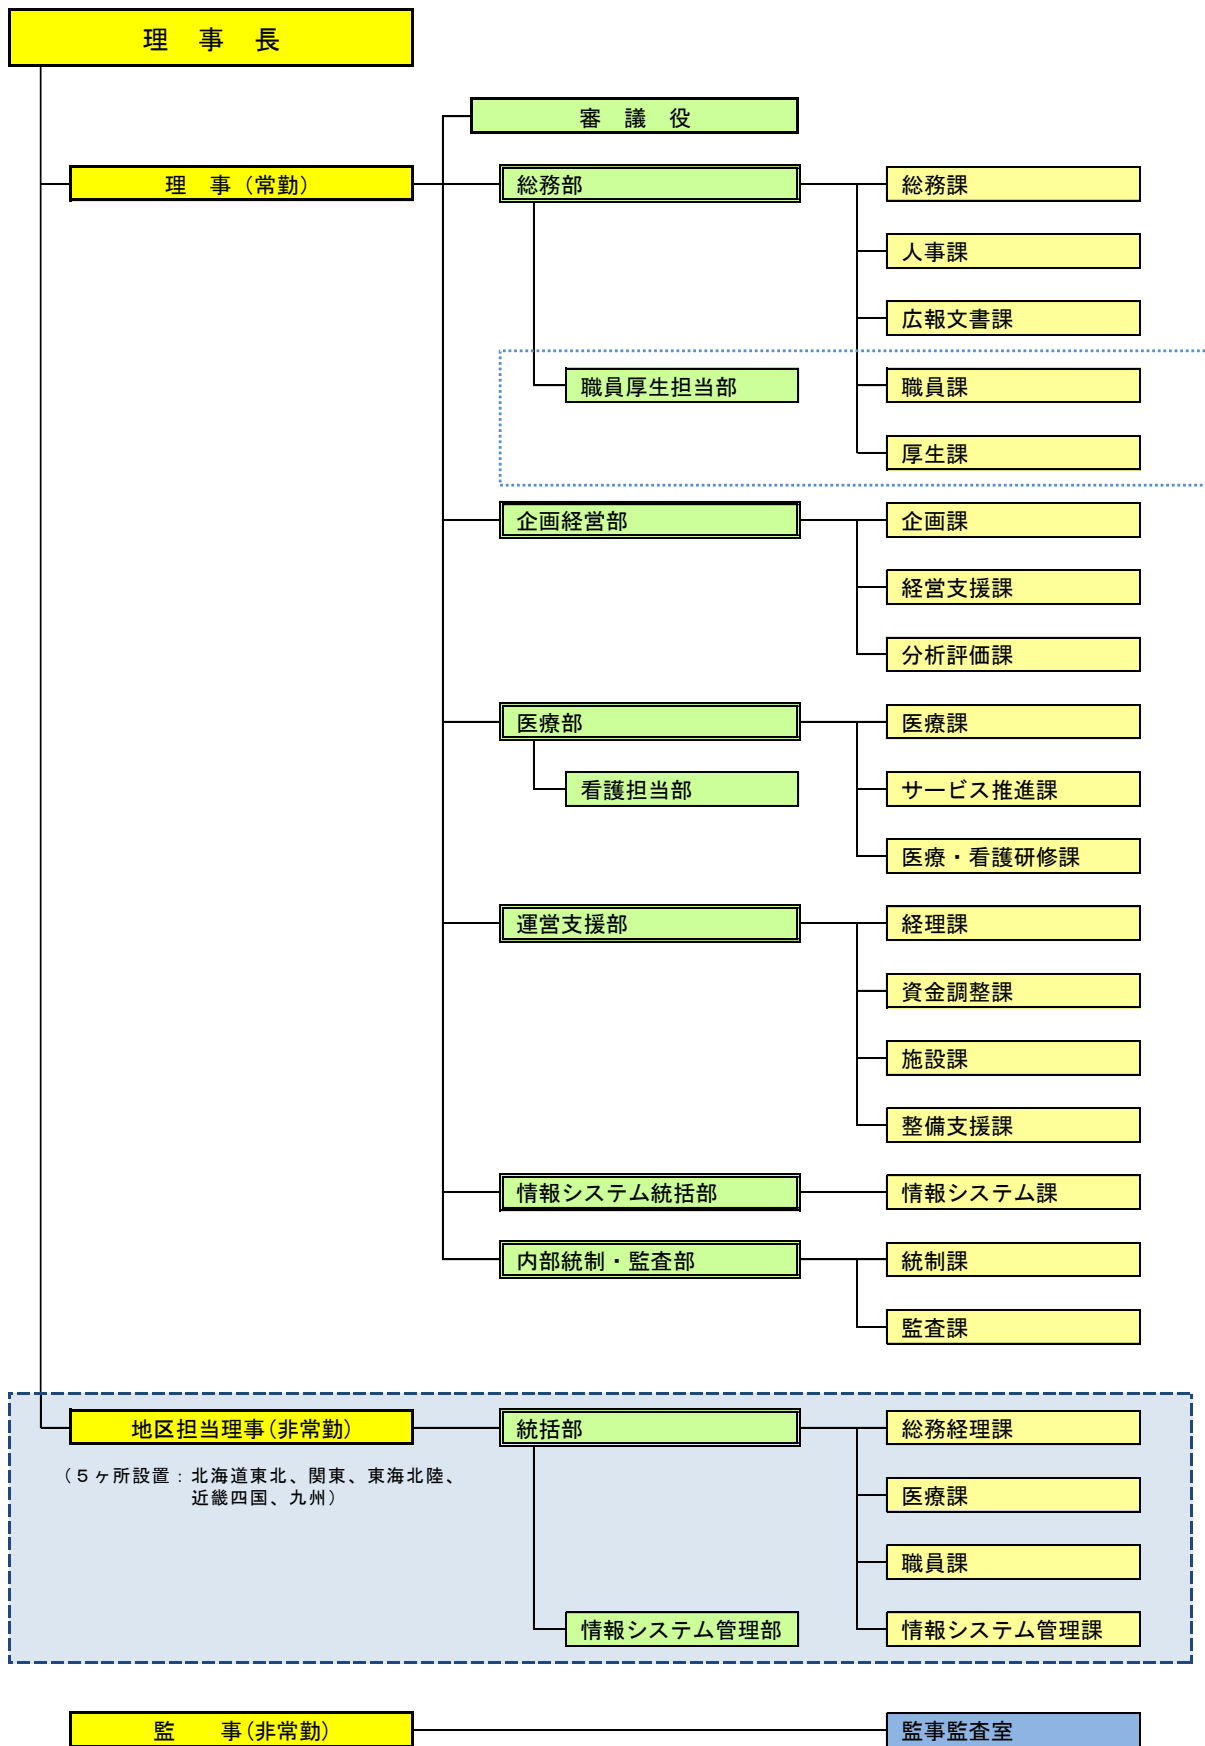 理　事　長
審　議　役
理　事（常勤）
総務部
総務課
人事課
広報文書課
職員厚生担当部
職員課
厚生課
企画経営部
企画課
経営支援課
分析評価課
医療部
医療課
看護担当部
サービス推進課
医療・看護研修課
運営支援部
経理課
資金調整課
施設課
整備支援課
情報システム統括部
情報システム課
内部統制・監査部
統制課
監査課
地区担当理事(非常勤)
統括部
総務経理課
（５ヶ所設置：北海道東北、関東、東海北陸、
近畿四国、九州）
医療課
職員課
情報システム管理部
情報システム管理課
監　　事(非常勤)
監事監査室